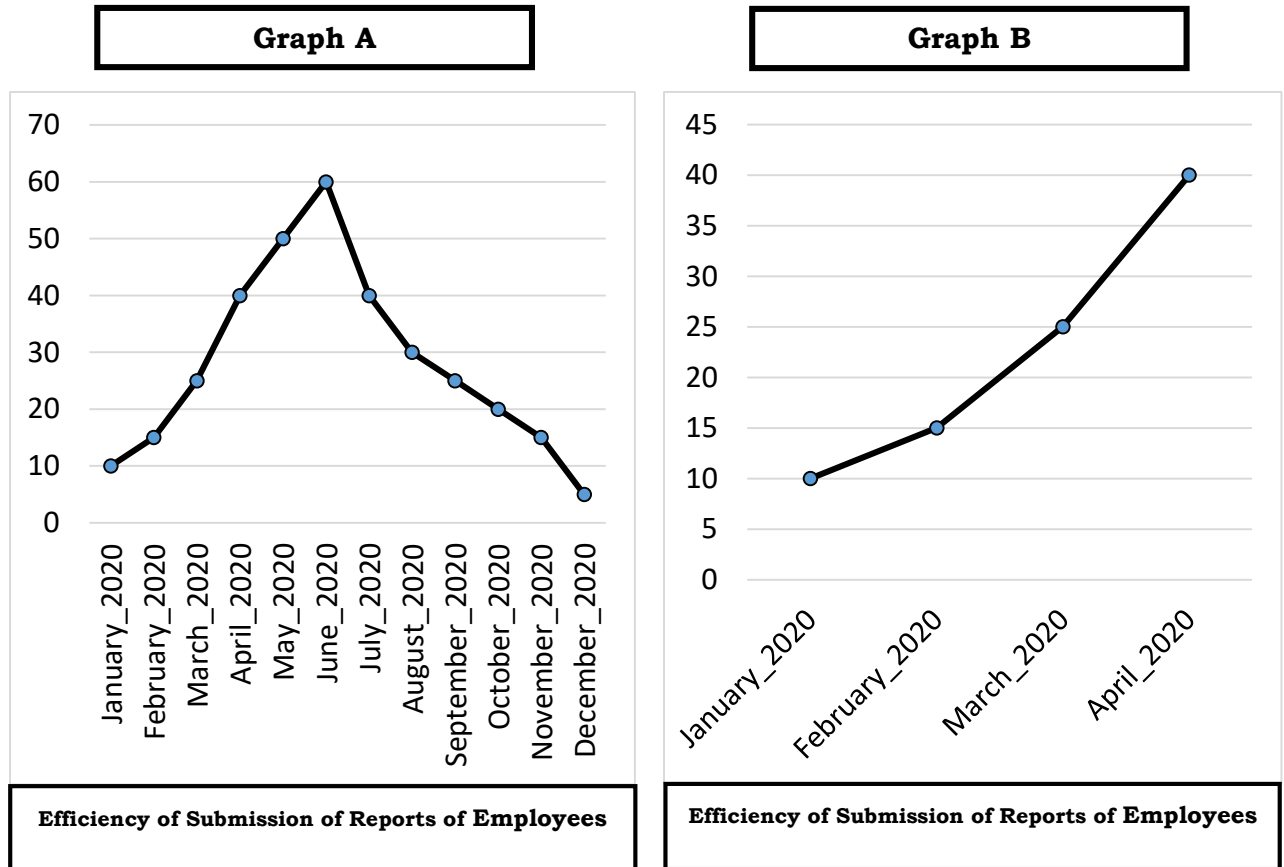 Graph A
70
60
50
40
30
20
10
0
January_2020
February_2020
March_2020
April_2020
May_2020
June_2020
July_2020
August_2020
September_2020
October_2020
November_2020
December_2020
Efficiency of Submission of Reports of Employees
Graph B
45
40
35
30
25
20
15
10
5
0
January_2020
February_2020
March_2020
April_2020
Efficiency of Submission of Reports of Employees